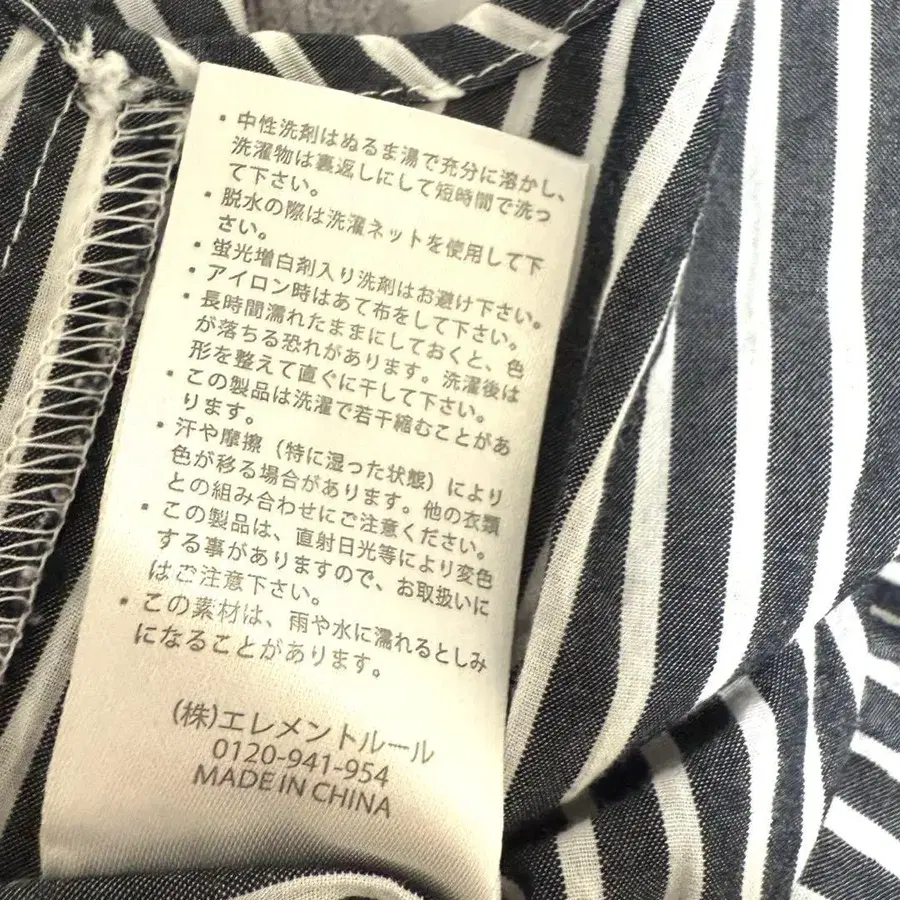 ・中性洗剤はぬるま湯で充分に溶かし、
洗濯物は裏返しにして短時間で洗っ
て下さい。
・脱水の際は洗濯ネットを使用して下
さい。
・蛍光増白剤入り洗剤はお避け下さい。
・アイロン時はあて布をして下さい。
・長時間濡れたままにしておくと、色
が落ちる恐れがあります。洗濯後は
形を整えて直ぐに干して下さい。
・この製品は洗濯で若干縮むことがあ
ります。
・汗や摩擦（特に湿った状態）により
色が移る場合があります。他の衣類
との組み合わせにご注意ください。
・この製品は、直射日光等により変色
する事がありますので、お取扱いに
はご注意下さい。
・この素材は、雨や水に濡れるとしみ
になることがあります。
(株)エレメントルール
0120-941-954
MADE IN CHINA